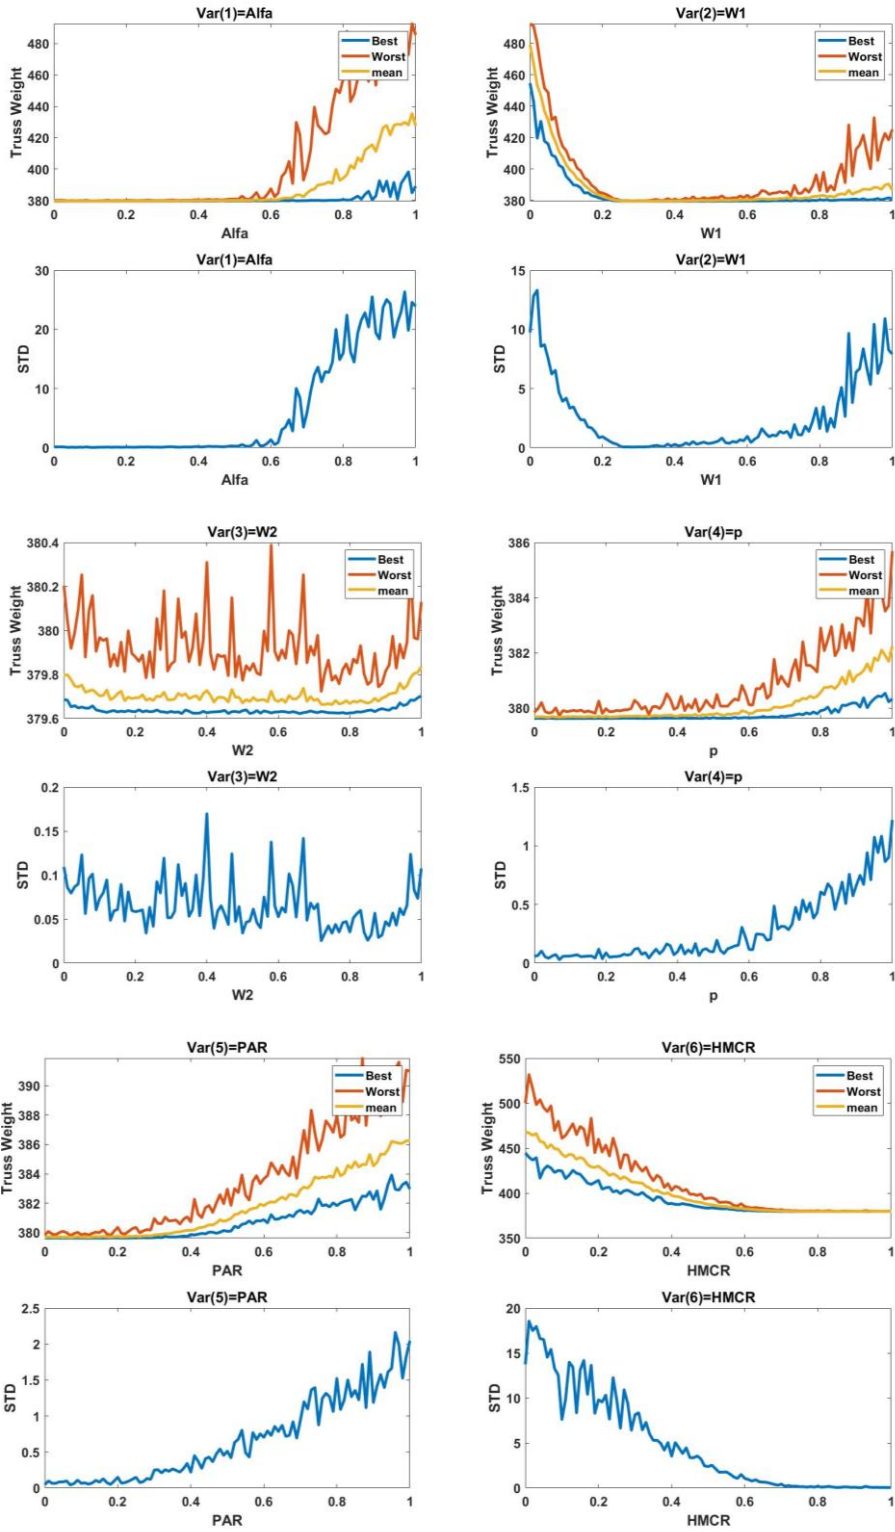 Var(1)=Alfa
Truss Weight
480
460
440
420
400
380
0 0.2 0.4 0.6 0.8 1
Alfa
Best
Worst
mean
Var(2)=W1
Truss Weight
480
460
440
420
400
380
0 0.2 0.4 0.6 0.8 1
W1
Best
Worst
mean
Var(1)=Alfa
STD
30
20
10
0
0 0.2 0.4 0.6 0.8 1
Alfa
Var(2)=W1
STD
15
10
5
0
0 0.2 0.4 0.6 0.8 1
W1
Var(3)=W2
Truss Weight
380.4
380.2
380
379.8
379.6
0 0.2 0.4 0.6 0.8 1
W2
Best
Worst
mean
Var(4)=p
Truss Weight
386
384
382
380
0 0.2 0.4 0.6 0.8 1
p
Best
Worst
mean
Var(3)=W2
STD
0.2
0.15
0.1
0.05
0
0 0.2 0.4 0.6 0.8 1
W2
Var(4)=p
STD
1.5
1
0.5
0
0 0.2 0.4 0.6 0.8 1
p
Var(5)=PAR
Truss Weight
390
388
386
384
382
380
0 0.2 0.4 0.6 0.8 1
PAR
Best
Worst
mean
Var(6)=HMCR
Truss Weight
550
500
450
400
350
0 0.2 0.4 0.6 0.8 1
HMCR
Best
Worst
mean
Var(5)=PAR
STD
2.5
2
1.5
1
0.5
0
0 0.2 0.4 0.6 0.8 1
PAR
Var(6)=HMCR
STD
20
15
10
5
0
0 0.2 0.4 0.6 0.8 1
HMCR